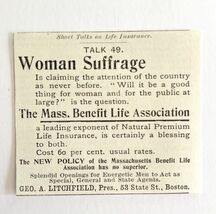 Short Talks on Life Insurance.
TALK 49.
Woman Suffrage
Is claiming the attention of the country
as never before. "Will it be a good
thing for woman and for the public at
large?" is the question.
The Mass. Benefit Life Association
a leading exponent of Natural Premium
Life Insurance, is certainly a blessing
to both.
Cost 60 per cent. usual rates.
The NEW POLICY of the Massachusetts Benefit Life
Association has no superior.
Splendid Openings for Energetic Men to Act as
Special, General and State Agents.
GEO. A. LITCHFIELD, Pres., 53 State St., Boston.